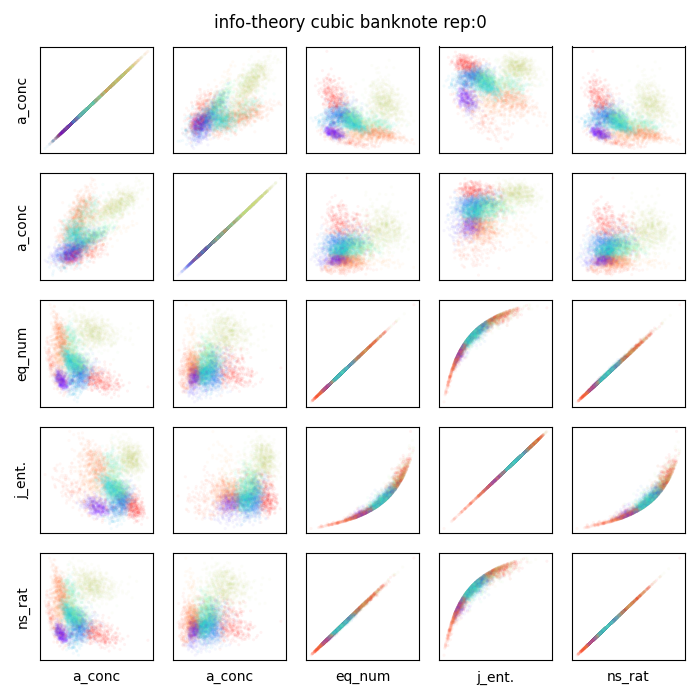 info-theory cubic banknote rep:0
a_conc
a_conc
eq_num
j_ent.
ns_rat
a_conc a_conc eq_num j_ent. ns_rat